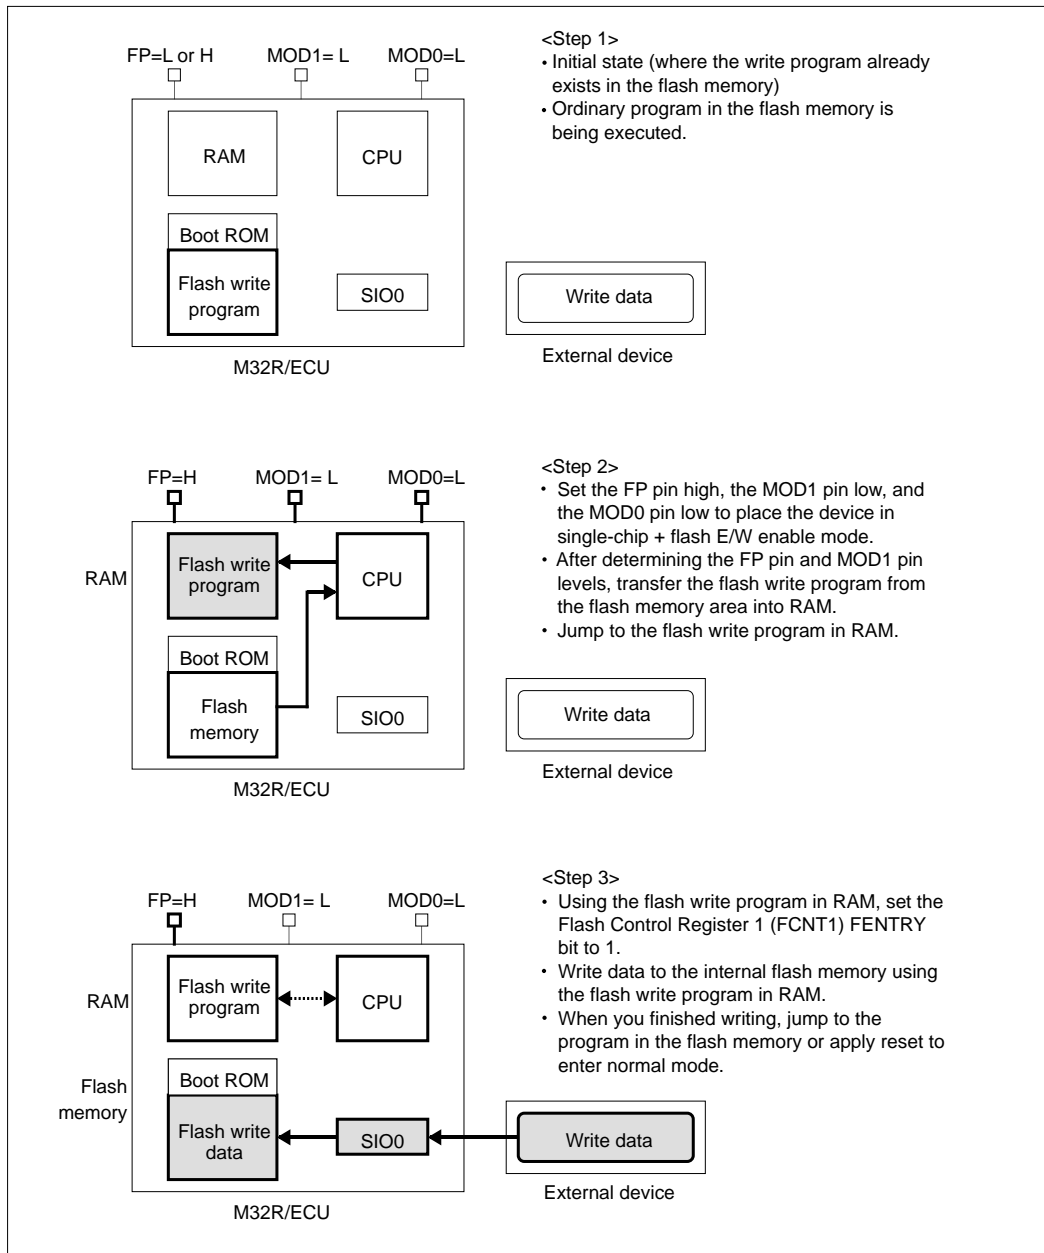 FP=L or H MOD1= L MOD0=L
RAM CPU
Boot ROM
Flash write
program
SIO0
M32R/ECU
Write data
External device
<Step 1>
• Initial state (where the write program already
exists in the flash memory)
• Ordinary program in the flash memory is
being executed.
FP=H MOD1= L MOD0=L
RAM
Flash write
program
CPU
Boot ROM
Flash
memory
SIO0
M32R/ECU
Write data
External device
<Step 2>
• Set the FP pin high, the MOD1 pin low, and
the MOD0 pin low to place the device in
single-chip + flash E/W enable mode.
• After determining the FP pin and MOD1 pin
levels, transfer the flash write program from
the flash memory area into RAM.
• Jump to the flash write program in RAM.
FP=H MOD1= L MOD0=L
RAM
Flash write
program
CPU
Flash
memory
Boot ROM
Flash write
data
SIO0
M32R/ECU
Write data
External device
<Step 3>
• Using the flash write program in RAM, set the
Flash Control Register 1 (FCNT1) FENTRY
bit to 1.
• Write data to the internal flash memory using
the flash write program in RAM.
• When you finished writing, jump to the
program in the flash memory or apply reset to
enter normal mode.